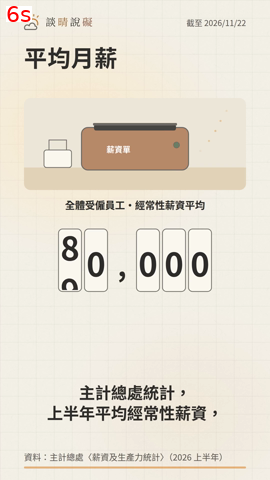 6s
談晴說礙
截至 2026/11/22
平均月薪
薪資單
全體受僱員工・經常性薪資平均
80,000
主計總處統計，
上半年平均經常性薪資，
資料：主計總處〈薪資及生產力統計〉（2026 上半年）